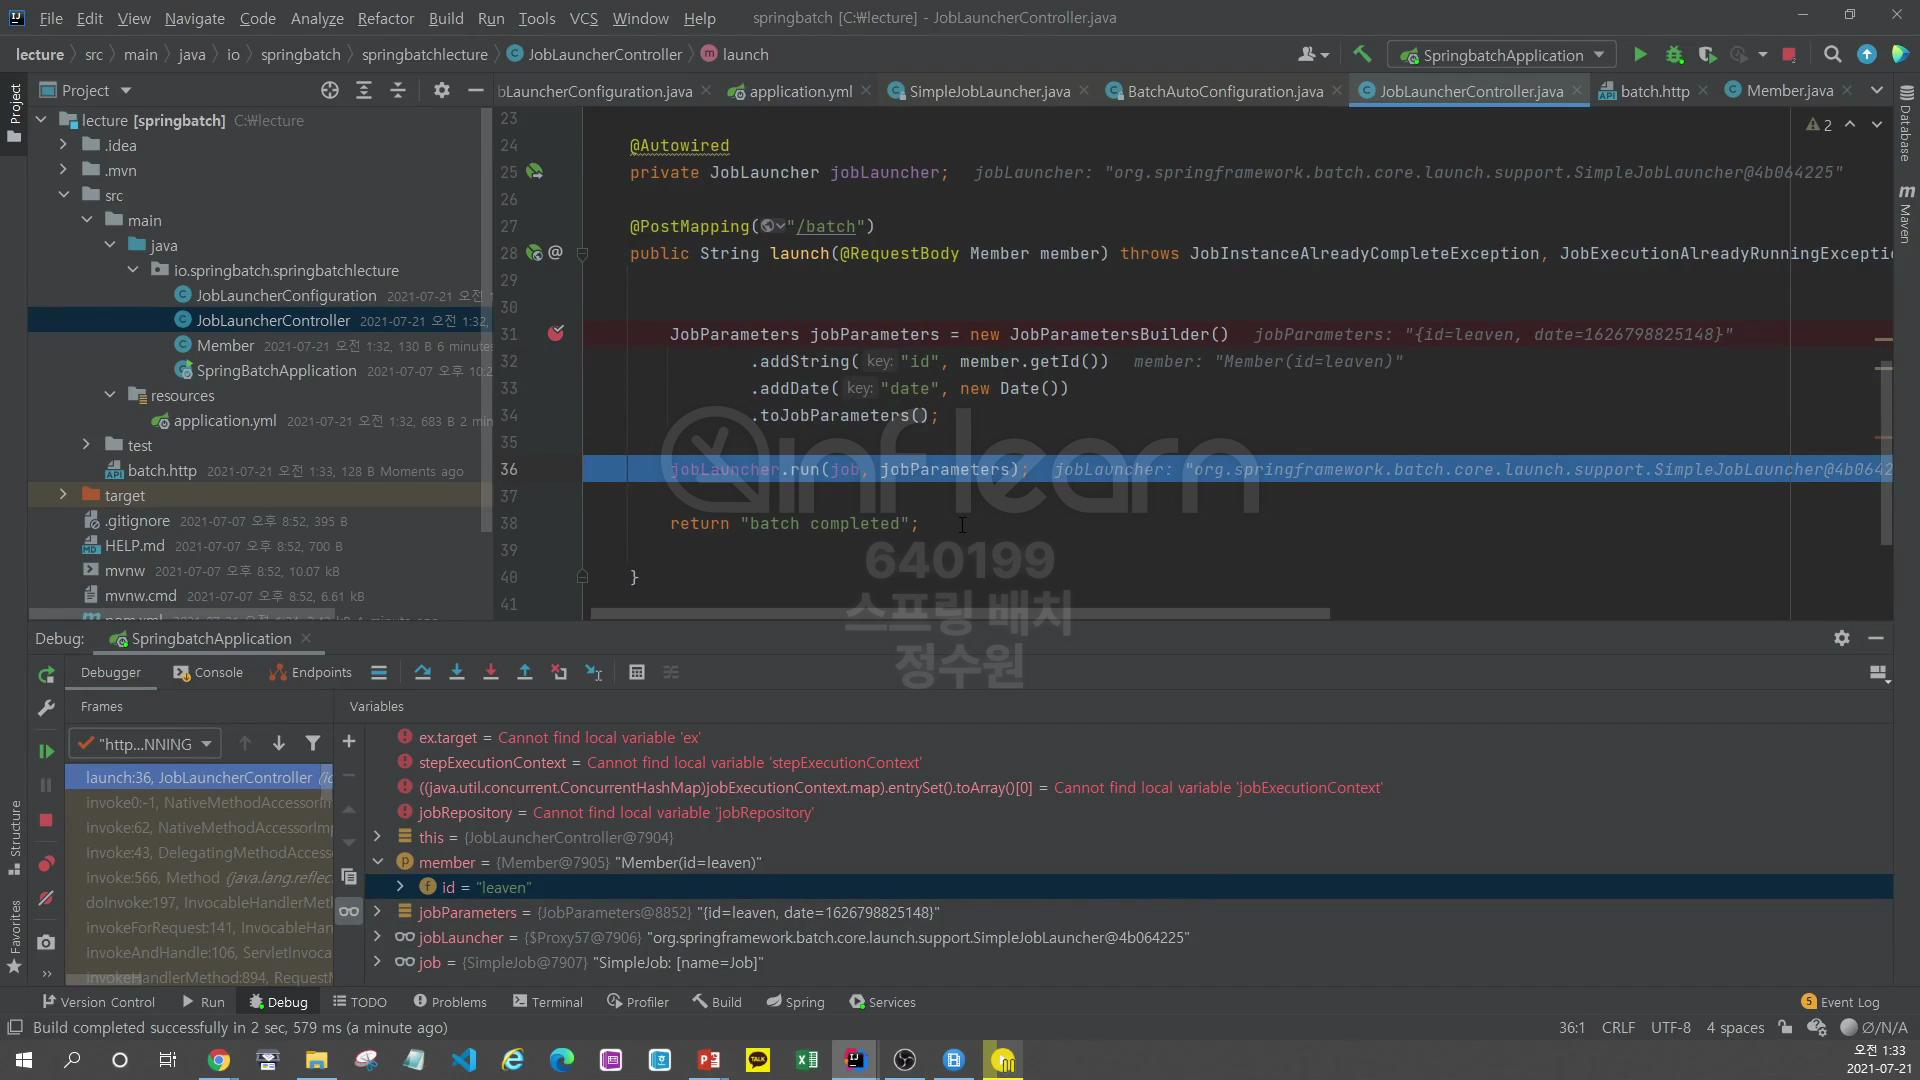 File Edit View Navigate Code Analyze Refactor Build Run Tools VCS Window Help springbatch [C:\lecture] - JobLauncherController.java
lecture src main java io springbatch springbatchlecture JobLauncherController launch SpringbatchApplication
Project bLauncherConfiguration.java application.yml SimpleJobLauncher.java BatchAutoConfiguration.java JobLauncherController.java batch.http Member.java
Project
Database
Maven
lecture [springbatch] C:\lecture
.idea
.mvn
src
main
java
io.springbatch.springbatchlecture
JobLauncherConfiguration 2021-07-21 오전 1
JobLauncherController 2021-07-21 오전 1:32,
Member 2021-07-21 오전 1:32, 130 B 6 minutes
SpringBatchApplication 2021-07-07 오후 10:2
resources
application.yml 2021-07-21 오전 1:32, 683 B 2 min
test
batch.http 2021-07-21 오전 1:33, 128 B Moments ago
target
.gitignore 2021-07-07 오후 8:52, 395 B
HELP.md 2021-07-07 오후 8:52, 700 B
mvnw 2021-07-07 오후 8:52, 10.07 kB
mvnw.cmd 2021-07-07 오후 8:52, 6.61 kB
2
23
24 @Autowired
25 private JobLauncher jobLauncher; jobLauncher: "org.springframework.batch.core.launch.support.SimpleJobLauncher@4b064225"
26
27 @PostMapping("/batch")
28 public String launch(@RequestBody Member member) throws JobInstanceAlreadyCompleteException, JobExecutionAlreadyRunningExcepti
29
30
31 JobParameters jobParameters = new JobParametersBuilder() jobParameters: "{id=leaven, date=1626798825148}"
32 .addString( key: "id", member.getId()) member: "Member(id=leaven)"
33 .addDate( key: "date", new Date())
34 .toJobParameters();
35
36 jobLauncher.run(job, jobParameters); jobLauncher: "org.springframework.batch.core.launch.support.SimpleJobLauncher@4b0642
37
38 return "batch completed";
39
40 }
41
inflearn
640199
스프링 배치
정수원
Debug: SpringbatchApplication
Debugger Console Endpoints
Frames Variables
"http...NNING
launch:36, JobLauncherController (io
invoke0:-1, NativeMethodAccessorIm
invoke:62, NativeMethodAccessorImp
invoke:43, DelegatingMethodAccess
invoke:566, Method (java.lang.reflec
doInvoke:197, InvocableHandlerMet
invokeForRequest:141, InvocableHan
invokeAndHandle:106, ServletInvoca
invokeHandlerMethod:894, RequestM
ex.target = Cannot find local variable 'ex'
stepExecutionContext = Cannot find local variable 'stepExecutionContext'
((java.util.concurrent.ConcurrentHashMap)jobExecutionContext.map).entrySet().toArray()[0] = Cannot find local variable 'jobExecutionContext'
jobRepository = Cannot find local variable 'jobRepository'
this = {JobLauncherController@7904}
member = {Member@7905} "Member(id=leaven)"
id = "leaven"
jobParameters = {JobParameters@8852} "{id=leaven, date=1626798825148}"
jobLauncher = {$Proxy57@7906} "org.springframework.batch.core.launch.support.SimpleJobLauncher@4b064225"
job = {SimpleJob@7907} "SimpleJob: [name=Job]"
Structure
Favorites
Version Control Run Debug TODO Problems Terminal Profiler Build Spring Services 5 Event Log
Build completed successfully in 2 sec, 579 ms (a minute ago) 36:1 CRLF UTF-8 4 spaces Ø/N/A
TALK
오전 1:33
2021-07-21